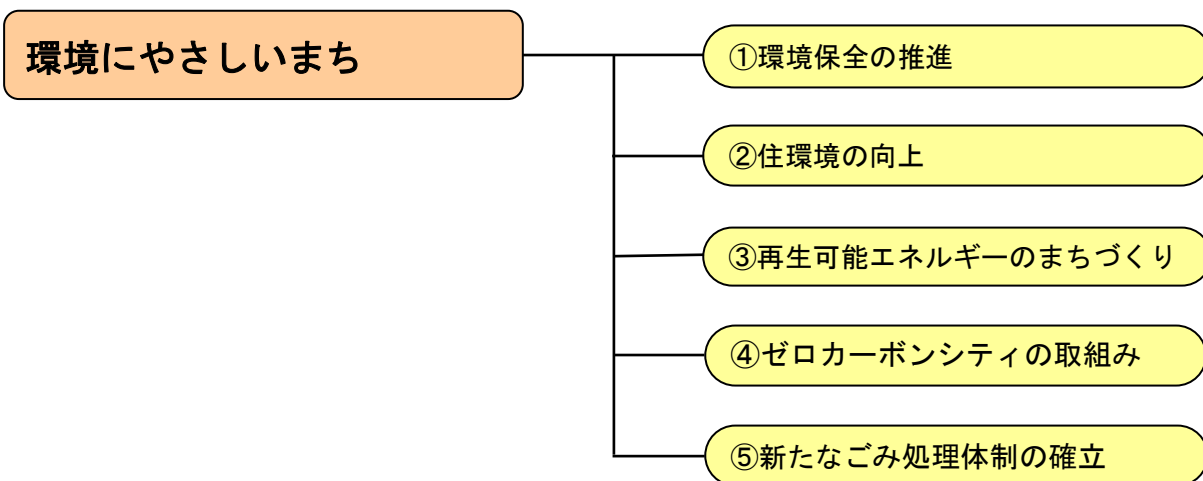 環境にやさしいまち
①環境保全の推進
②住環境の向上
③再生可能エネルギーのまちづくり
④ゼロカーボンシティの取組み
⑤新たなごみ処理体制の確立